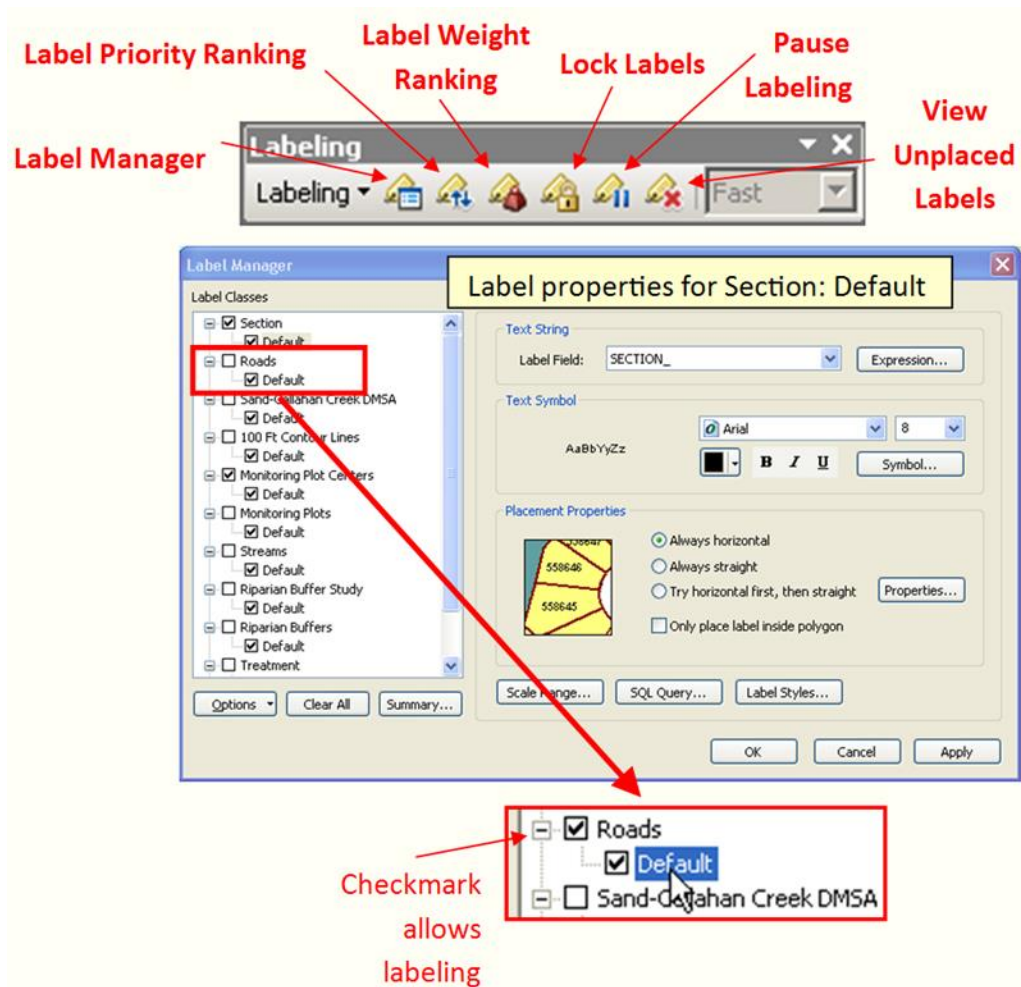 Label Priority Ranking
Label Weight
Ranking
Lock Labels
Pause
Labeling
View
Unplaced
Labels
Label Manager
Labeling
Labeling
Fast
Label Manager
Label properties for Section: Default
Label Classes
Section
Default
Roads
Default
Sand-Callahan Creek DMSA
Default
100 Ft Contour Lines
Default
Monitoring Plot Centers
Default
Monitoring Plots
Default
Streams
Default
Riparian Buffer Study
Default
Riparian Buffers
Default
Treatment
Options
Clear All
Summary...
Text String
Label Field:
SECTION_
Expression...
Text Symbol
AaBbYyZz
Arial
8
B I U
Symbol...
Placement Properties
558647
558646
558645
Always horizontal
Always straight
Try horizontal first, then straight
Properties...
Only place label inside polygon
Scale Range...
SQL Query...
Label Styles...
OK
Cancel
Apply
Roads
Default
Sand-Callahan Creek DMSA
Checkmark
allows
labeling